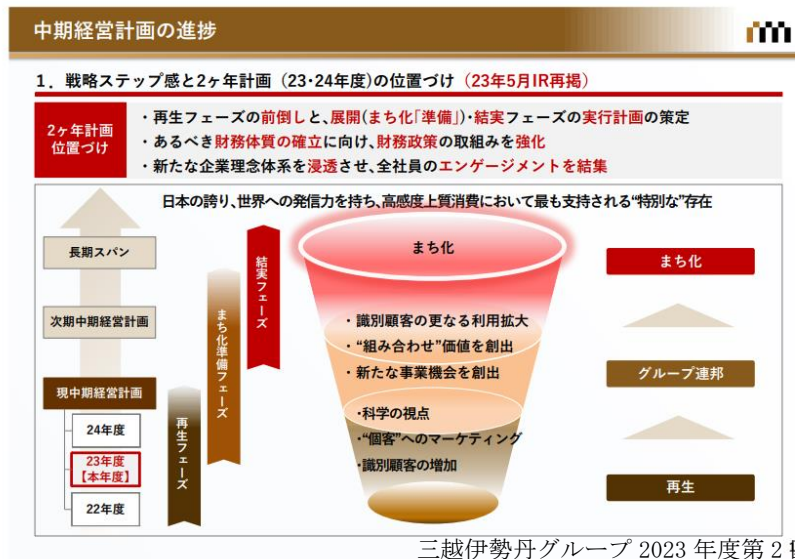 中期経営計画の進捗
1．戦略ステップ感と2ヶ年計画（23･24年度)の位置づけ（23年5月IR再掲）
2ヶ年計画
位置づけ
・再生フェーズの前倒しと、展開(まち化｢準備｣)･結実フェーズの実行計画の策定
・あるべき財務体質の確立に向け、財務政策の取組みを強化
・新たな企業理念体系を浸透させ、全社員のエンゲージメントを結集
日本の誇り、世界への発信力を持ち、高感度上質消費において最も支持される“特別な”存在
長期スパン
次期中期経営計画
現中期経営計画
24年度
23年度
【本年度】
22年度
再生フェーズ
まち化準備フェーズ
結実フェーズ
まち化
・識別顧客の更なる利用拡大
・“組み合わせ”価値を創出
・新たな事業機会を創出
･科学の視点
･“個客”へのマーケティング
･識別顧客の増加
まち化
グループ連邦
再生
三越伊勢丹グループ 2023 年度第 2